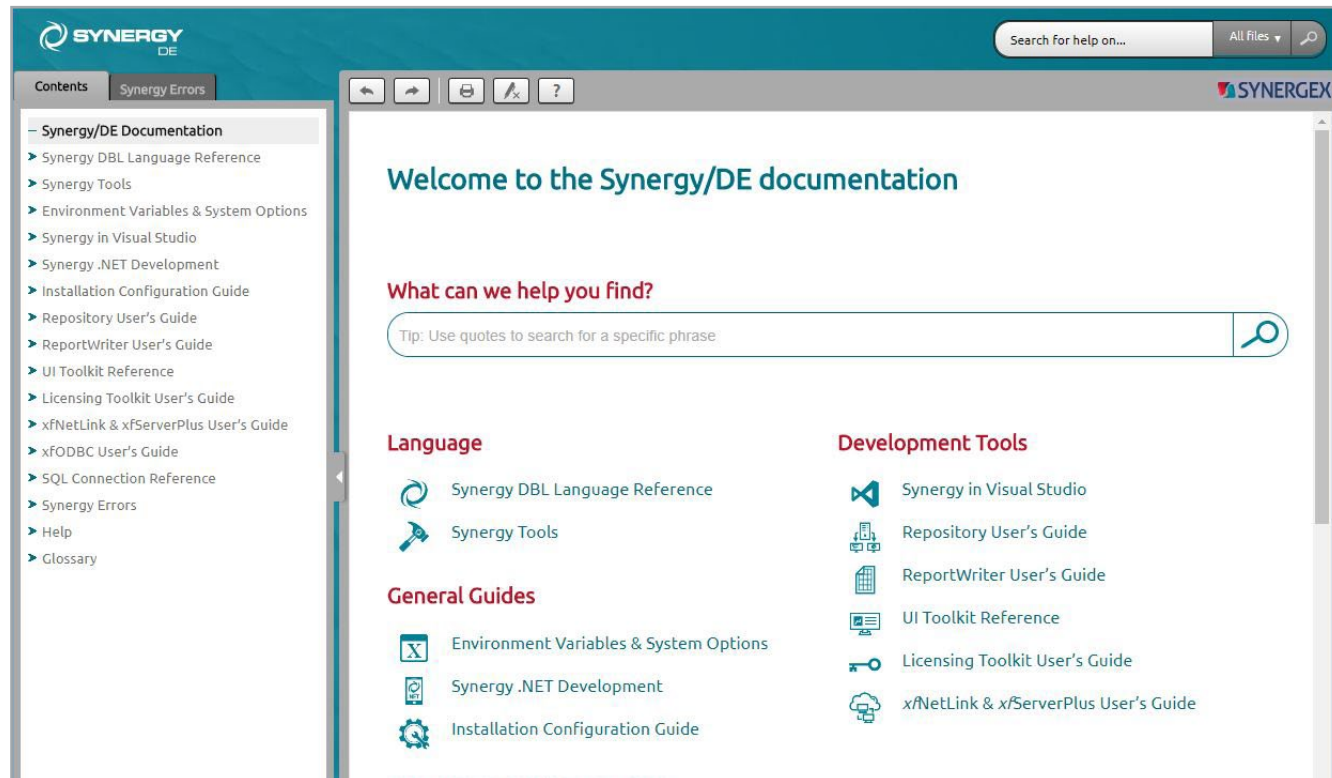 SYNERGY
DE
Search for help on...
All files
Contents
Synergy Errors
?
SYNERGEX
Synergy/DE Documentation
Synergy DBL Language Reference
Synergy Tools
Environment Variables & System Options
Synergy in Visual Studio
Synergy .NET Development
Installation Configuration Guide
Repository User's Guide
ReportWriter User's Guide
UI Toolkit Reference
Licensing Toolkit User's Guide
xfNetLink & xfServerPlus User's Guide
xfODBC User's Guide
SQL Connection Reference
Synergy Errors
Help
Glossary
Welcome to the Synergy/DE documentation
What can we help you find?
Tip: Use quotes to search for a specific phrase
Language
Synergy DBL Language Reference
Synergy Tools
General Guides
X
Environment Variables & System Options
.NET
Synergy .NET Development
Installation Configuration Guide
Development Tools
Synergy in Visual Studio
Repository User's Guide
ReportWriter User's Guide
UI Toolkit Reference
Licensing Toolkit User's Guide
xfNetLink & xfServerPlus User's Guide